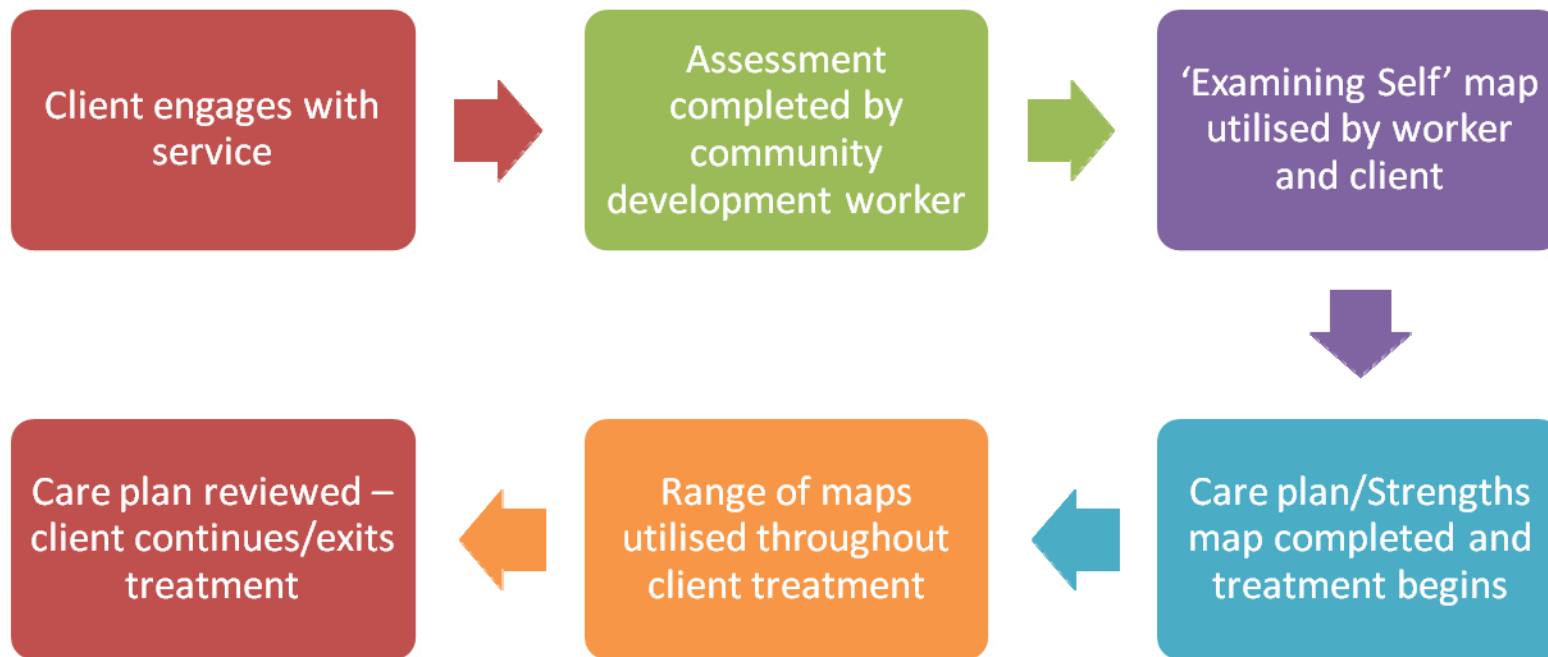 Client engages with
service
Assessment
completed by
community
development worker
‘Examining Self’ map
utilised by worker
and client
Care plan/Strengths
map completed and
treatment begins
Range of maps
utilised throughout
client treatment
Care plan reviewed –
client continues/exits
treatment